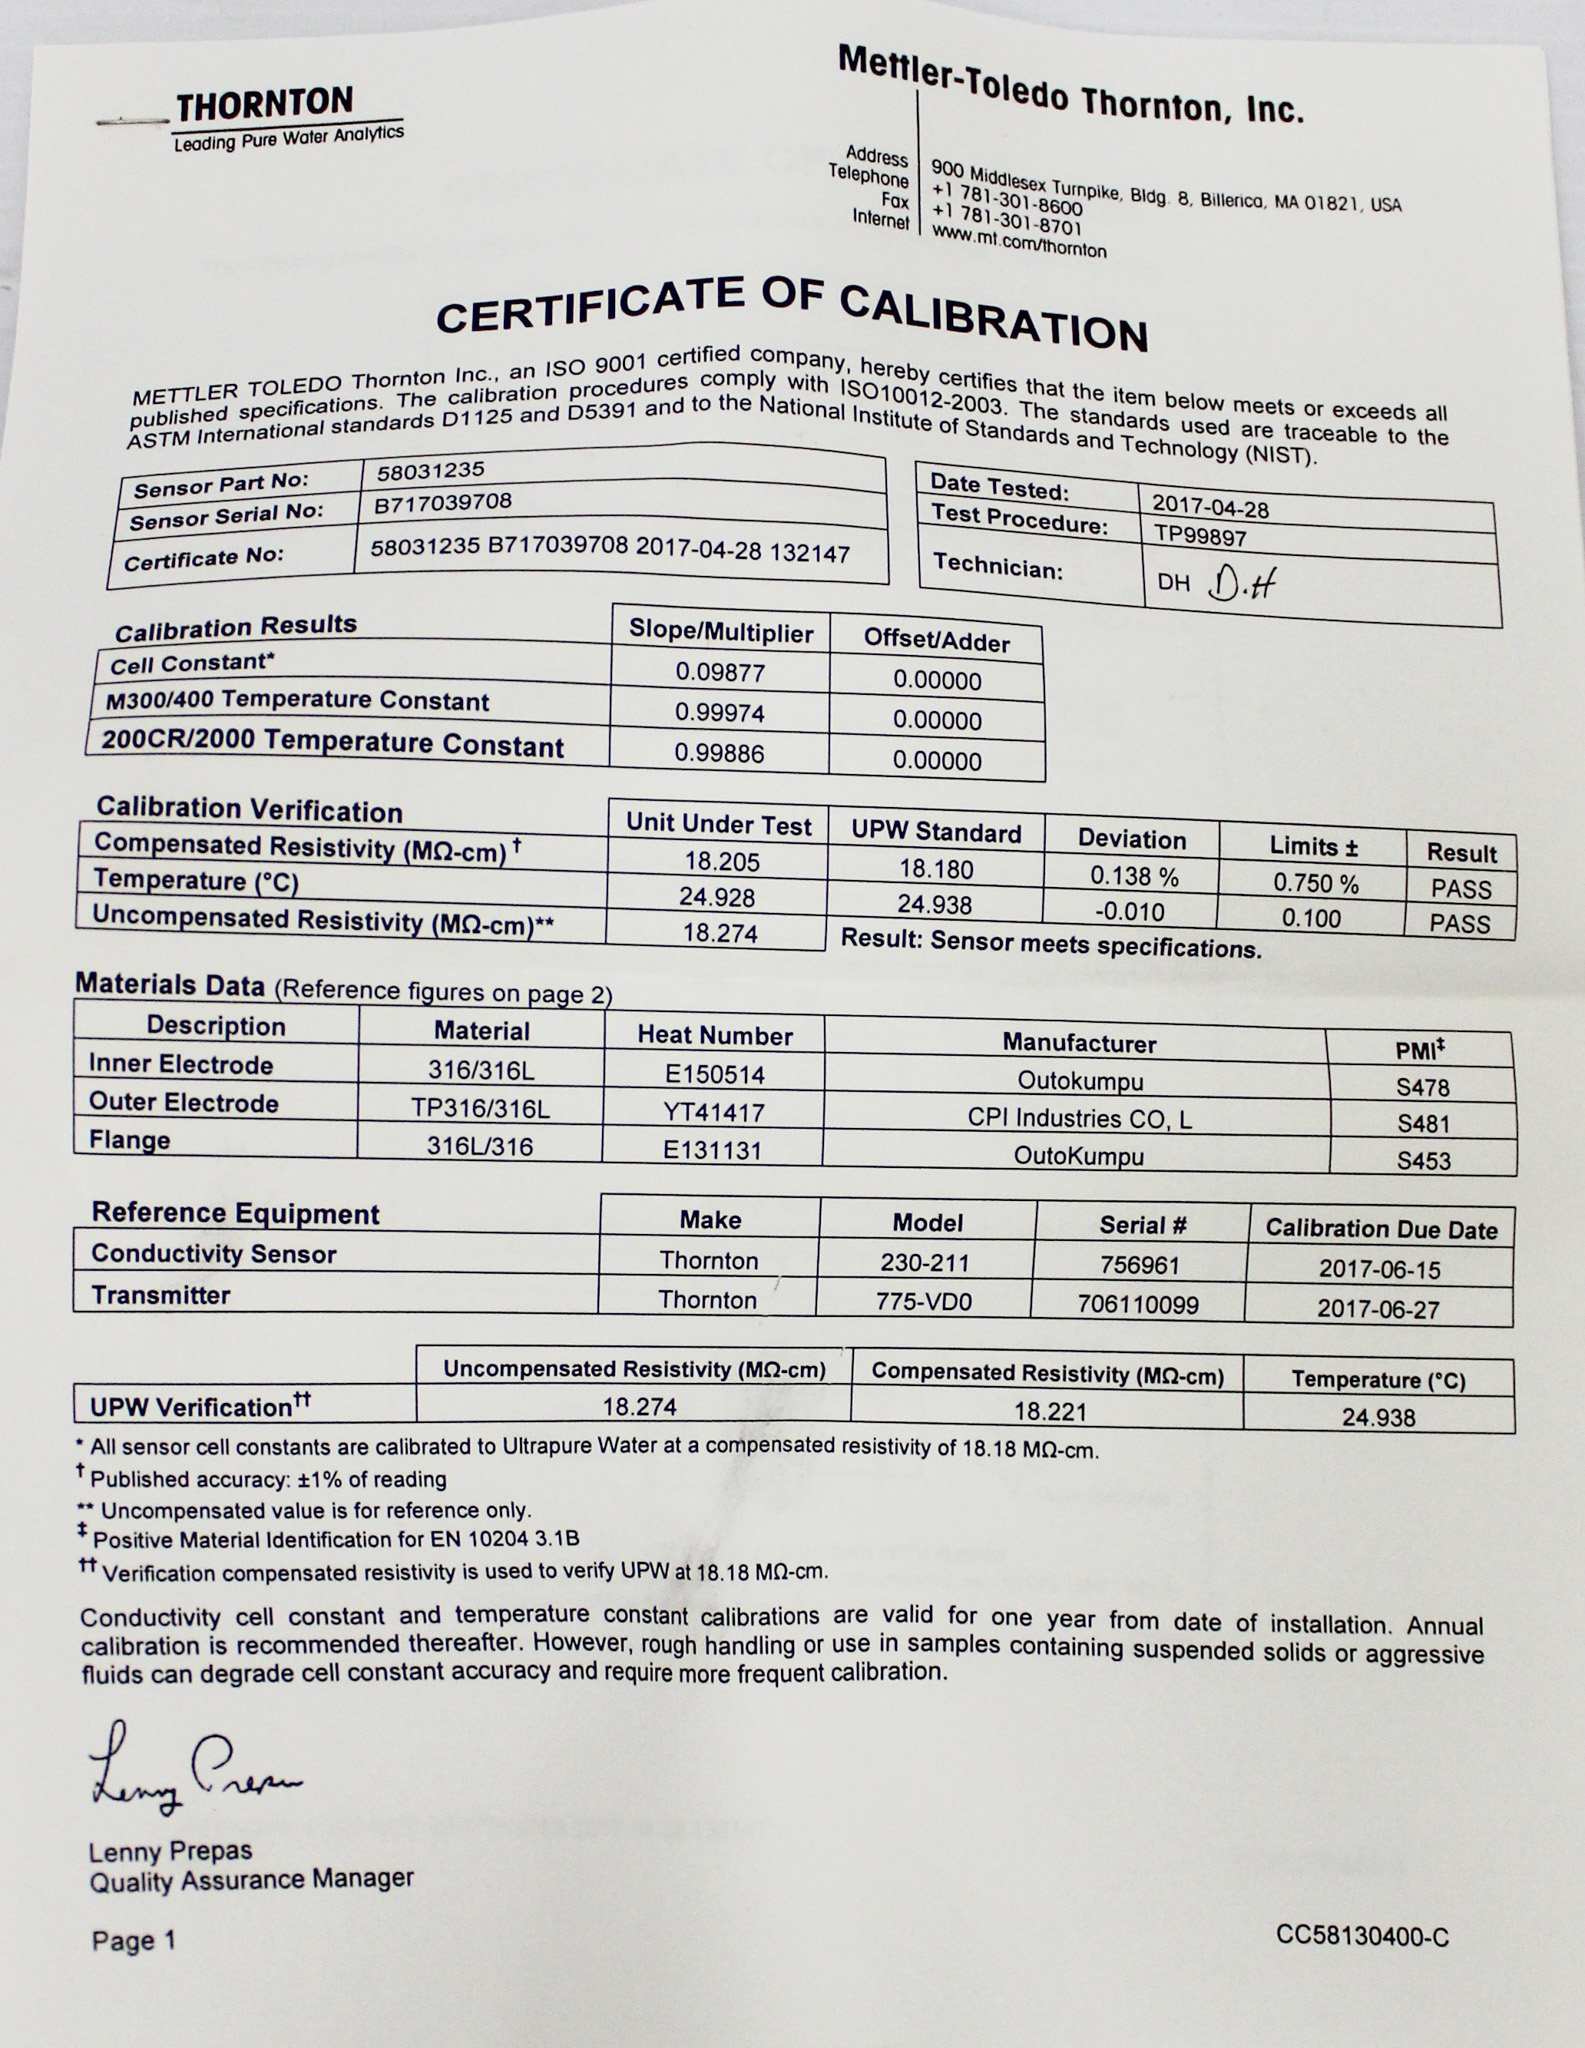 THORNTON
Leading Pure Water Analytics
Mettler-Toledo Thornton, Inc.
Address 900 Middlesex Turnpike, Bldg. 8, Billerica, MA 01821, USA
Telephone +1 781-301-8600
Fax +1 781-301-8701
Internet www.mt.com/thornton
CERTIFICATE OF CALIBRATION
METTLER TOLEDO Thornton Inc., an ISO 9001 certified company, hereby certifies that the item below meets or exceeds all
published specifications. The calibration procedures comply with ISO10012-2003. The standards used are traceable to the
ASTM International standards D1125 and D5391 and to the National Institute of Standards and Technology (NIST).
Sensor Part No: 58031235
Sensor Serial No: B717039708
Certificate No: 58031235 B717039708 2017-04-28 132147
Date Tested: 2017-04-28
Test Procedure: TP99897
Technician: DH D.H
Calibration Results Slope/Multiplier Offset/Adder
Cell Constant* 0.09877 0.00000
M300/400 Temperature Constant 0.99974 0.00000
200CR/2000 Temperature Constant 0.99886 0.00000
Calibration Verification Unit Under Test UPW Standard Deviation Limits ± Result
Compensated Resistivity (MΩ-cm)† 18.205 18.180 0.138 % 0.750 % PASS
Temperature (°C) 24.928 24.938 -0.010 0.100 PASS
Uncompensated Resistivity (MΩ-cm)** 18.274 Result: Sensor meets specifications.
Materials Data (Reference figures on page 2)
Description Material Heat Number Manufacturer PMI‡
Inner Electrode 316/316L E150514 Outokumpu S478
Outer Electrode TP316/316L YT41417 CPI Industries CO, L S481
Flange 316L/316 E131131 OutoKumpu S453
Reference Equipment Make Model Serial # Calibration Due Date
Conductivity Sensor Thornton 230-211 756961 2017-06-15
Transmitter Thornton 775-VD0 706110099 2017-06-27
Uncompensated Resistivity (MΩ-cm) Compensated Resistivity (MΩ-cm) Temperature (°C)
UPW Verification†† 18.274 18.221 24.938
* All sensor cell constants are calibrated to Ultrapure Water at a compensated resistivity of 18.18 MΩ-cm.
† Published accuracy: ±1% of reading
** Uncompensated value is for reference only.
‡ Positive Material Identification for EN 10204 3.1B
†† Verification compensated resistivity is used to verify UPW at 18.18 MΩ-cm.
Conductivity cell constant and temperature constant calibrations are valid for one year from date of installation. Annual
calibration is recommended thereafter. However, rough handling or use in samples containing suspended solids or aggressive
fluids can degrade cell constant accuracy and require more frequent calibration.
Lenny Prepas
Lenny Prepas
Quality Assurance Manager
Page 1
CC58130400-C